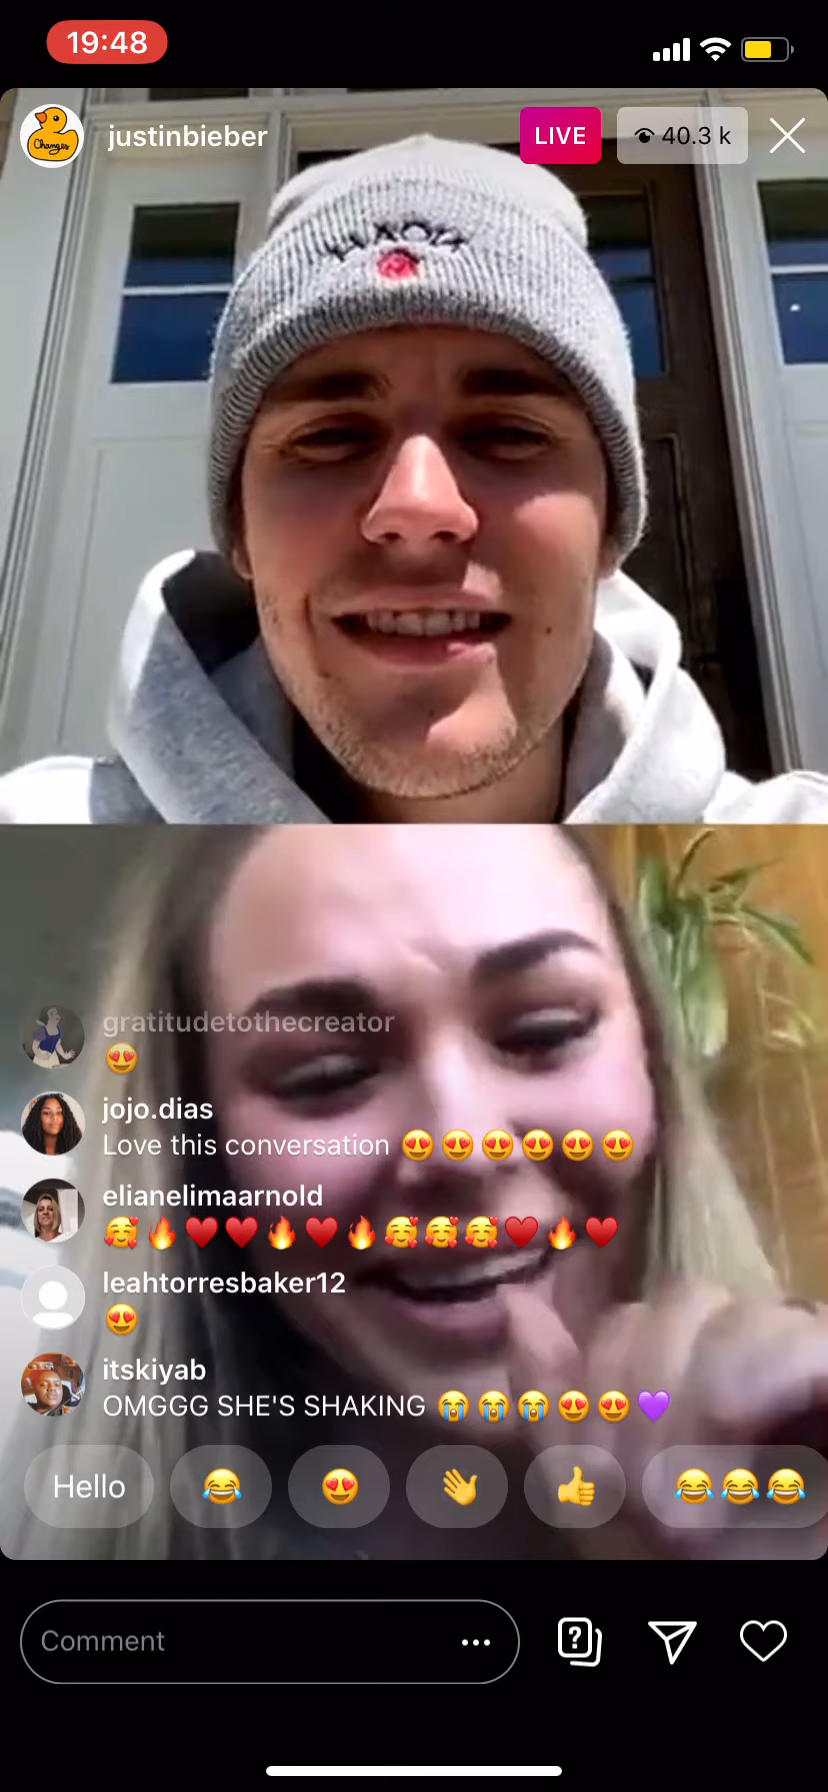 19:48
Changes
justinbieber
LIVE
40.3 k
gratitudetothecreator
😍
jojo.dias
Love this conversation 😍😍😍😍😍😍
elianelimaarnold
🥰🔥♥️♥️🔥♥️🔥🥰🥰🥰♥️🔥♥️
leahtorresbaker12
😍
itskiyab
OMGGG SHE'S SHAKING 😭😭😭😍😍💜
Hello 😂 😍 👋 👍 😂😂😂
Comment